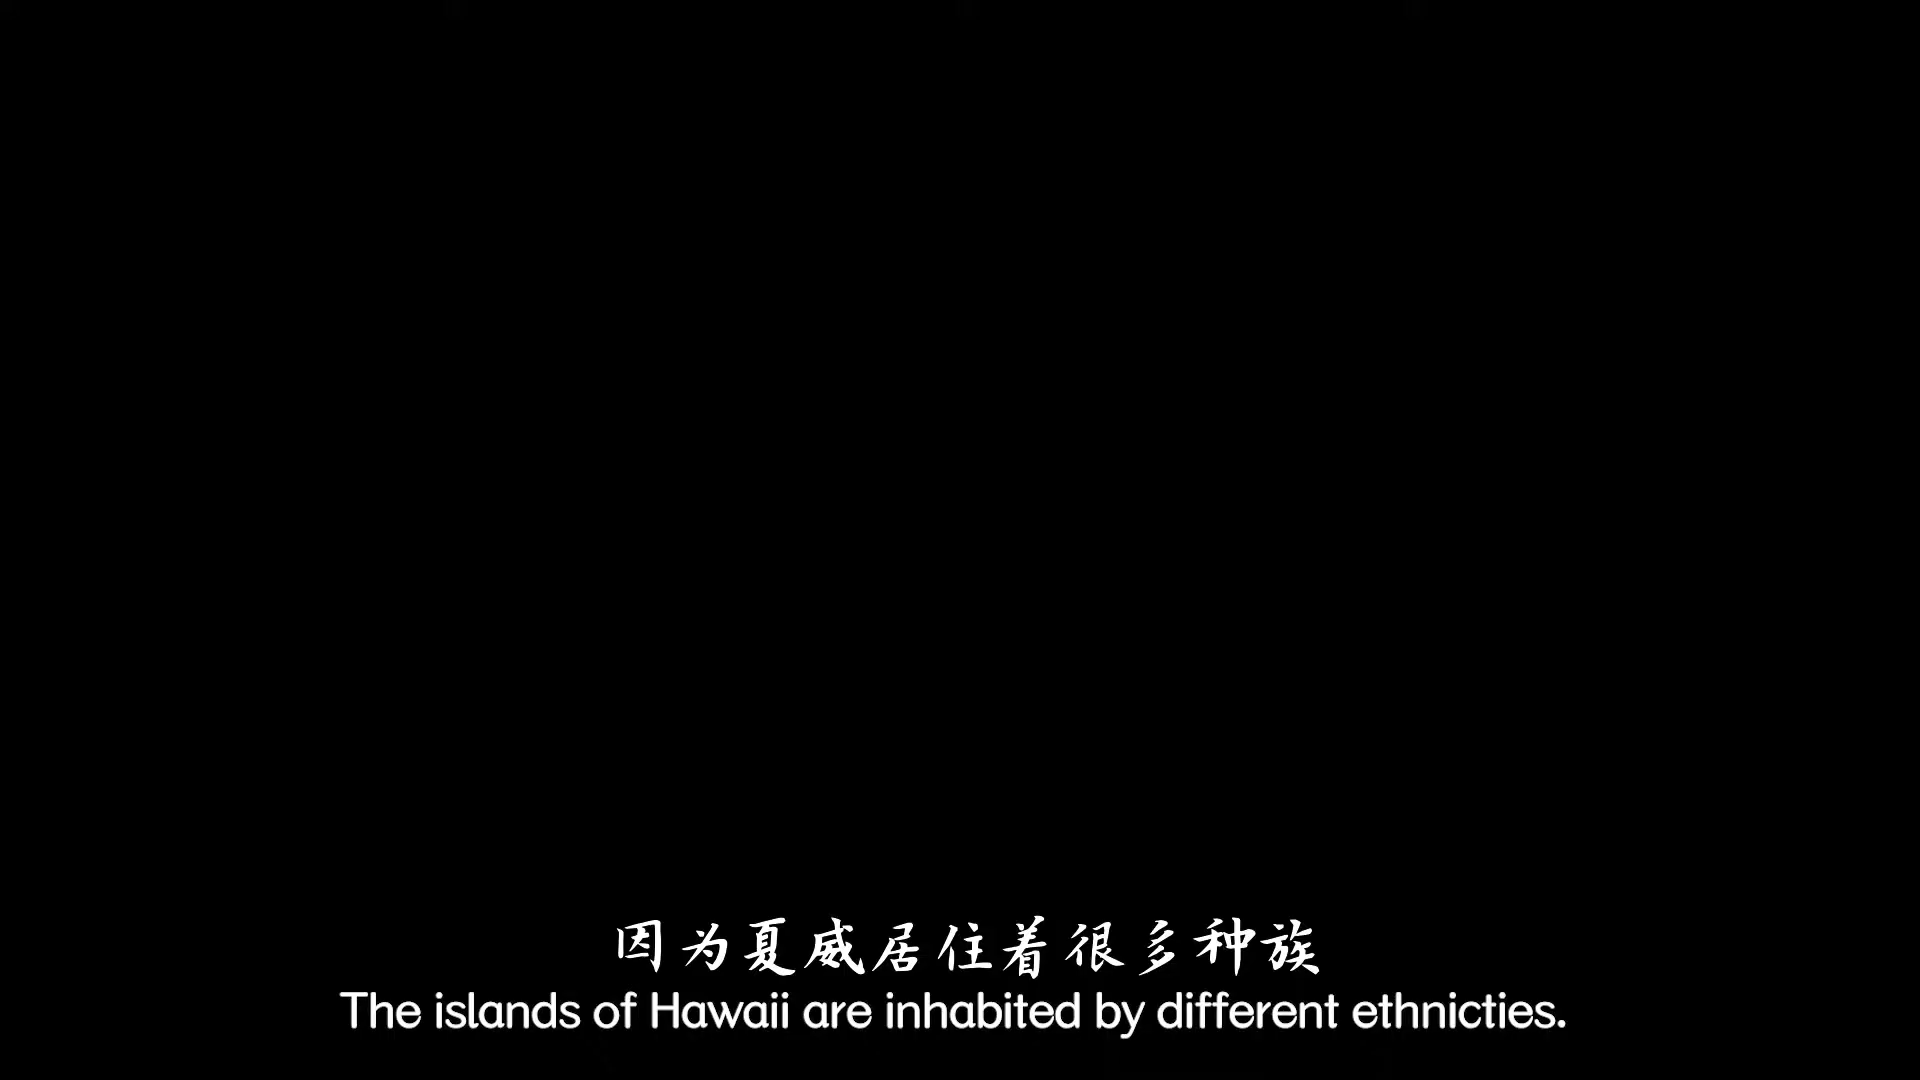 因为夏威居住着很多种族
The islands of Hawaii are inhabited by different ethnicties.